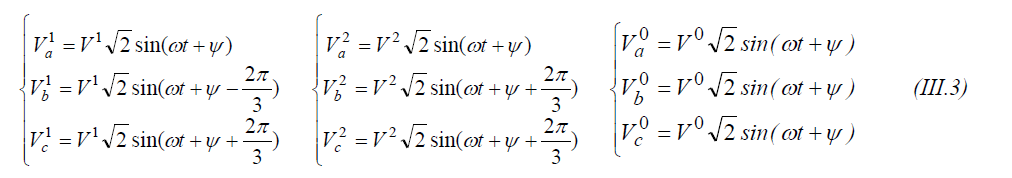 V_a^1 = V^1 √2 sin(ωt + ψ)    V_a^2 = V^2 √2 sin(ωt + ψ)    V_a^0 = V^0 √2 sin( ωt + ψ )
V_b^1 = V^1 √2 sin(ωt + ψ − 2π/3)    V_b^2 = V^2 √2 sin(ωt + ψ + 2π/3)    V_b^0 = V^0 √2 sin( ωt + ψ )    (III.3)
V_c^1 = V^1 √2 sin(ωt + ψ + 2π/3)    V_c^2 = V^2 √2 sin(ωt + ψ + 2π/3)    V_c^0 = V^0 √2 sin( ωt + ψ )